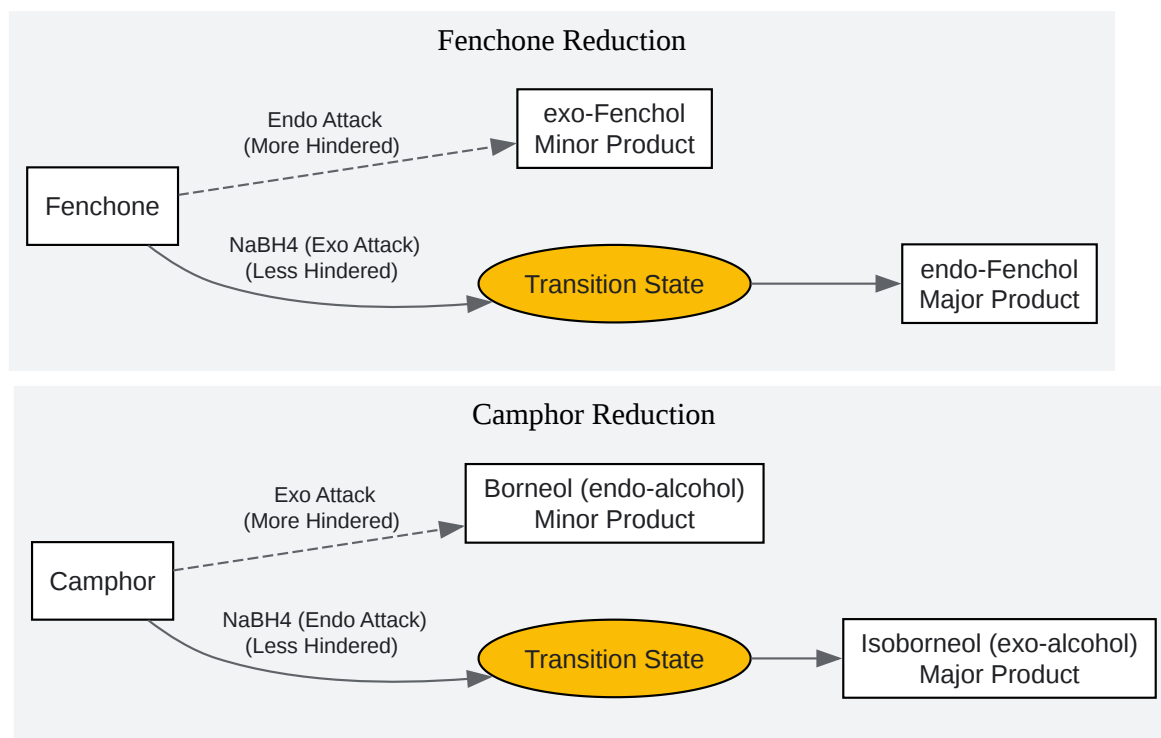 Fenchone Reduction
Endo Attack
(More Hindered)
exo-Fenchol
Minor Product
Fenchone
NaBH4 (Exo Attack)
(Less Hindered)
Transition State
endo-Fenchol
Major Product
Camphor Reduction
Exo Attack
(More Hindered)
Borneol (endo-alcohol)
Minor Product
Camphor
NaBH4 (Endo Attack)
(Less Hindered)
Transition State
Isoborneol (exo-alcohol)
Major Product